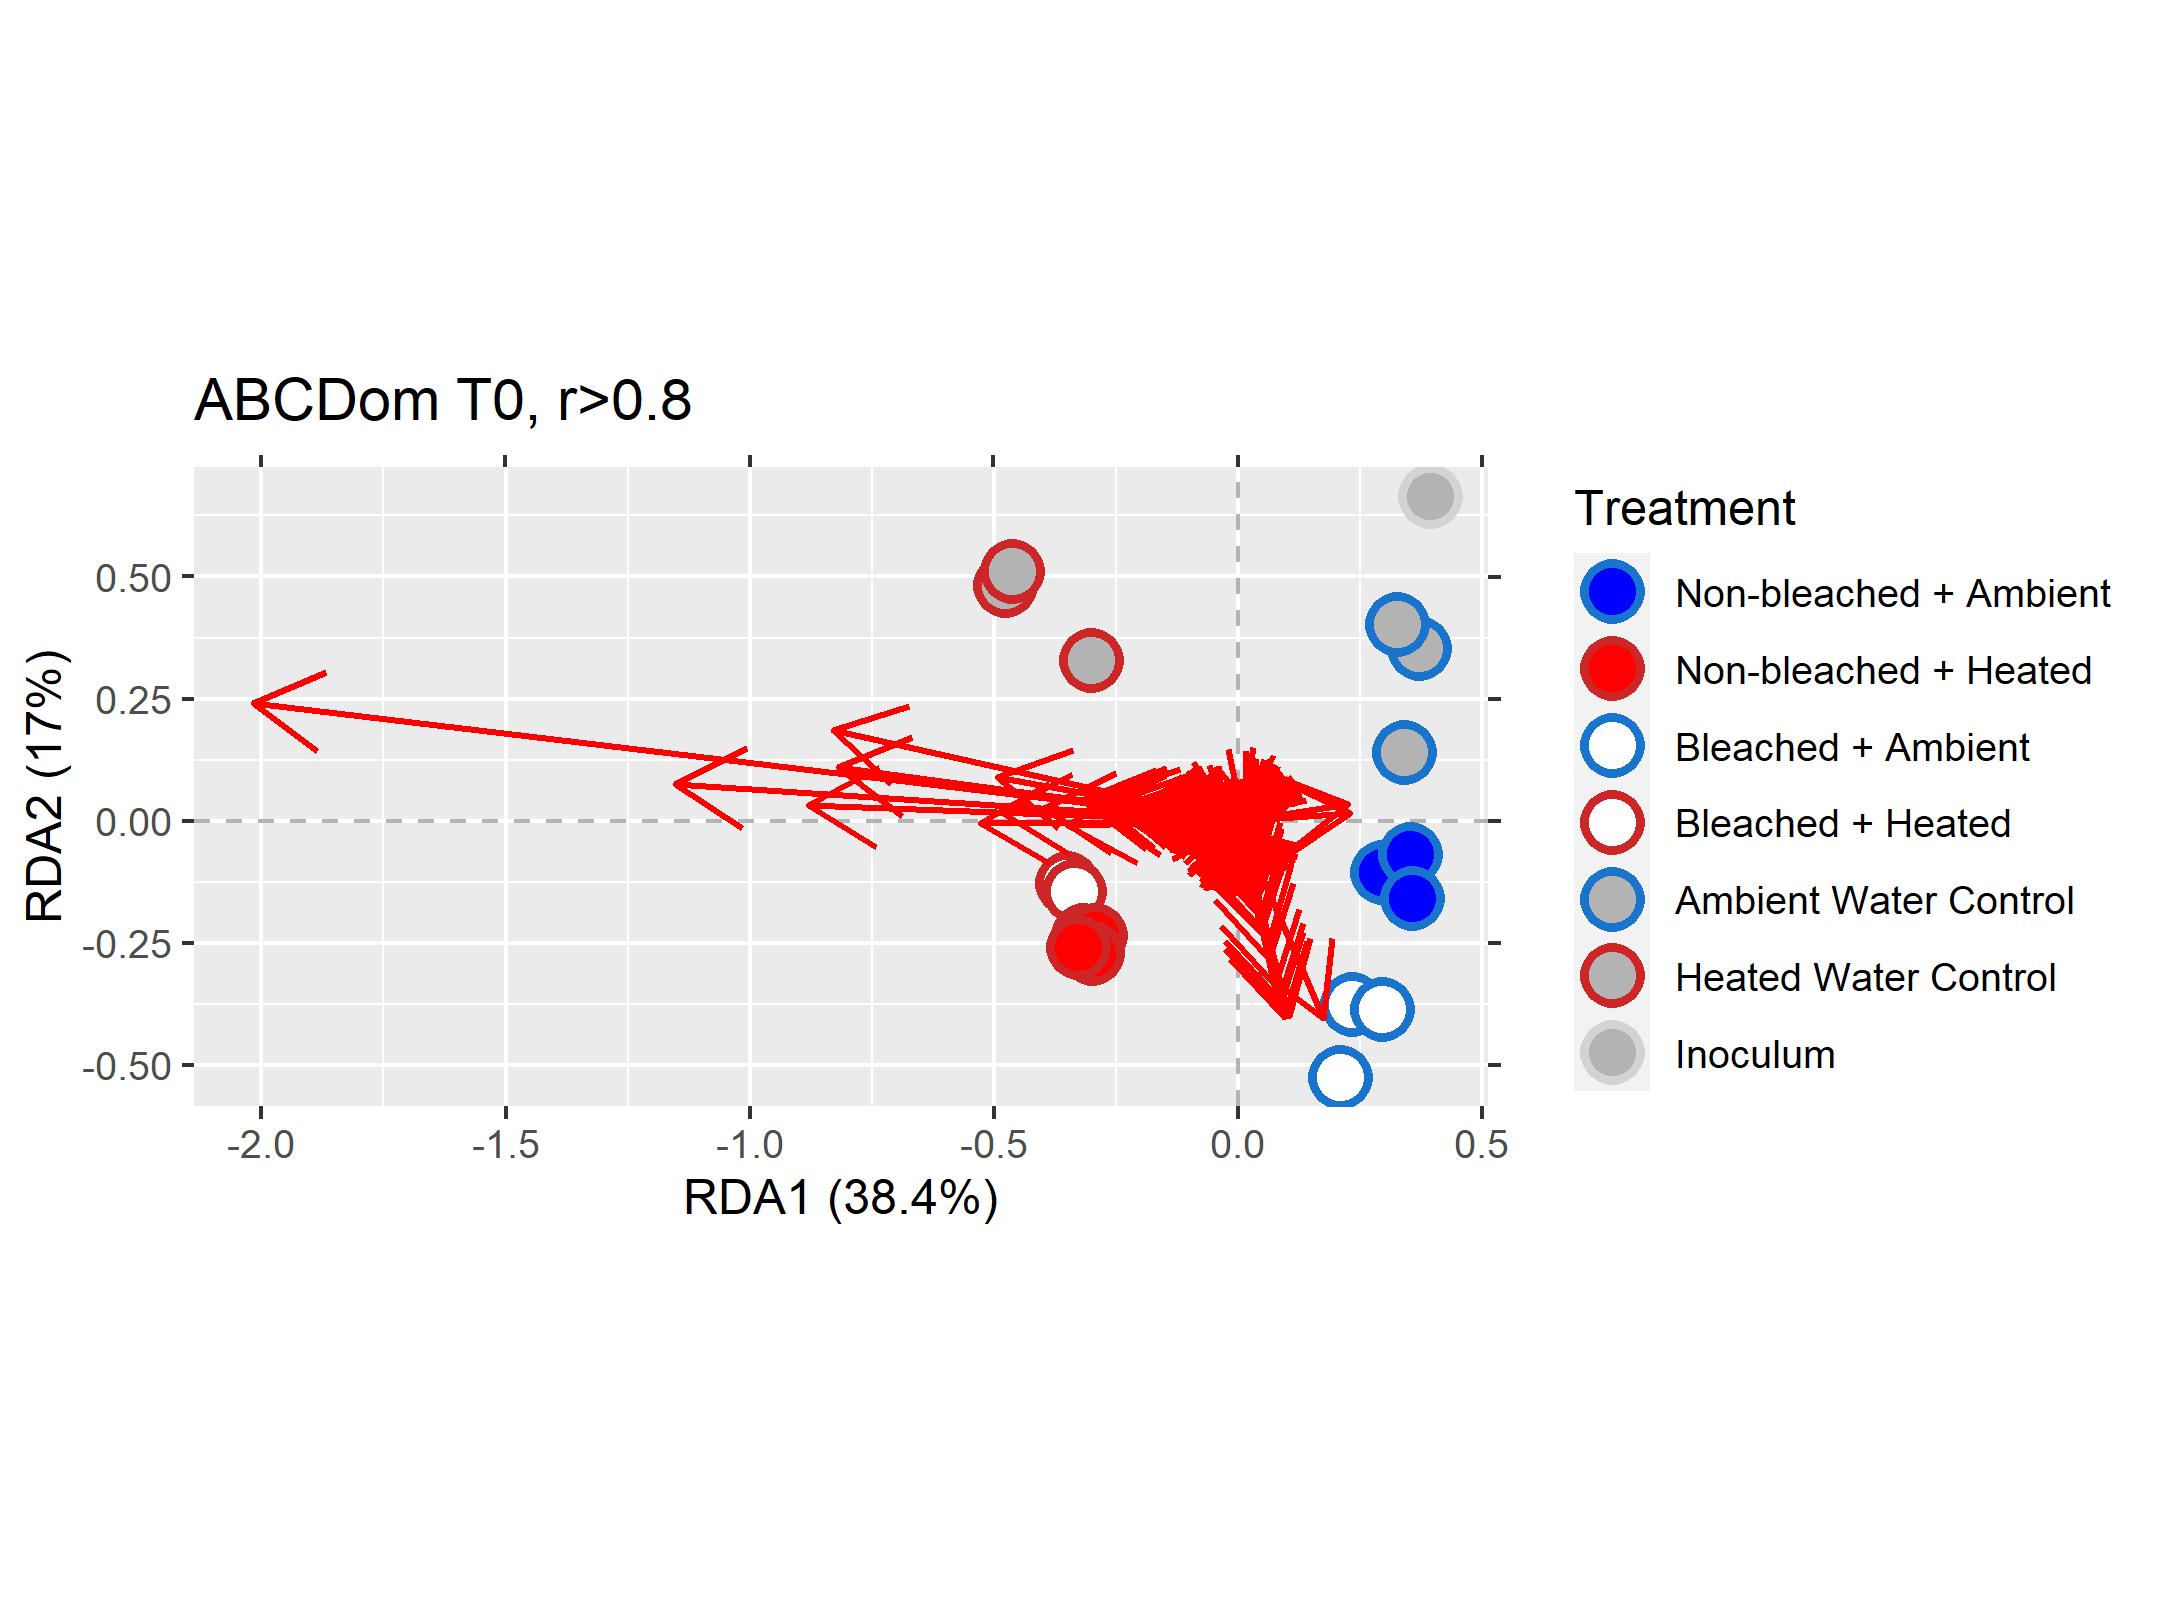 ABCDom T0, r>0.8
RDA2 (17%)
0.50
0.25
0.00
-0.25
-0.50
-2.0
-1.5
-1.0
-0.5
0.0
0.5
RDA1 (38.4%)
Treatment
Non-bleached + Ambient
Non-bleached + Heated
Bleached + Ambient
Bleached + Heated
Ambient Water Control
Heated Water Control
Inoculum